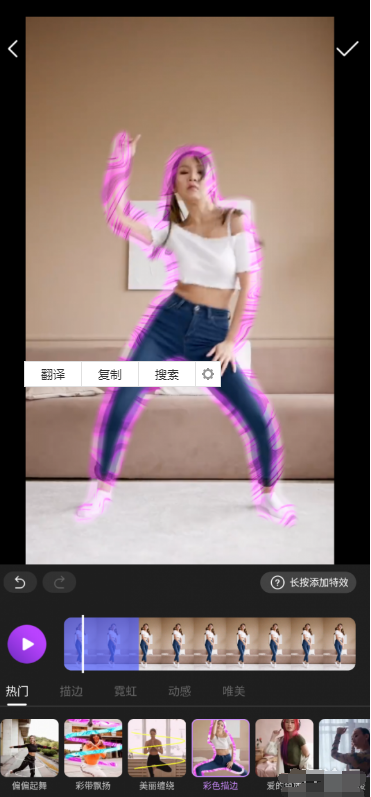 翻译 复制 搜索
长按添加特效
热门 描边 霓虹 动感 唯美
偏偏起舞 彩带飘扬 美丽缠绕 彩色描边 爱的